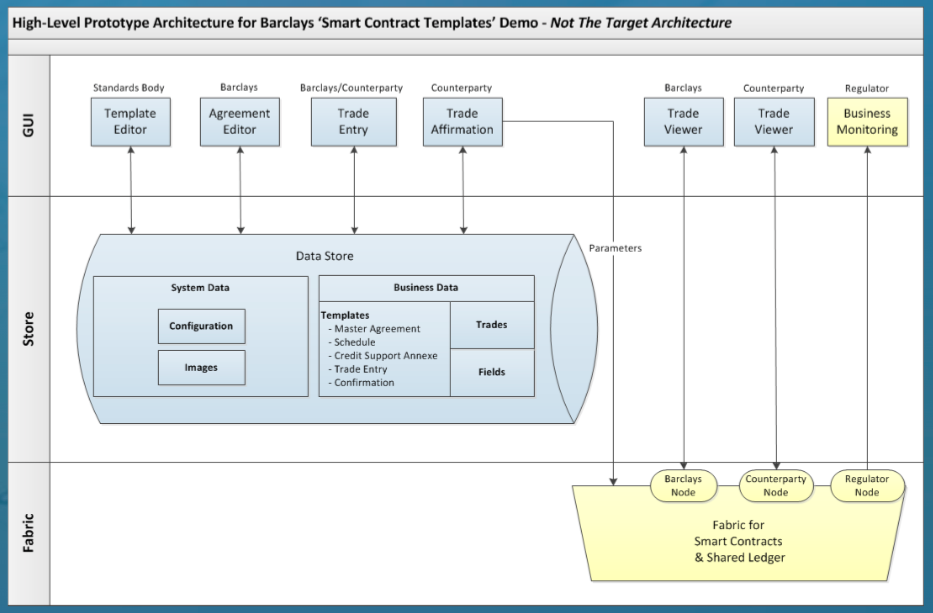 High-Level Prototype Architecture for Barclays ‘Smart Contract Templates’ Demo - Not The Target Architecture
GUI
Standards Body
Template
Editor
Barclays
Agreement
Editor
Barclays/Counterparty
Trade
Entry
Counterparty
Trade
Affirmation
Barclays
Trade
Viewer
Counterparty
Trade
Viewer
Regulator
Business
Monitoring
Store
Parameters
Data Store
System Data
Configuration
Images
Business Data
Templates
- Master Agreement
- Schedule
- Credit Support Annexe
- Trade Entry
- Confirmation
Trades
Fields
Fabric
Barclays
Node
Counterparty
Node
Regulator
Node
Fabric for
Smart Contracts
& Shared Ledger